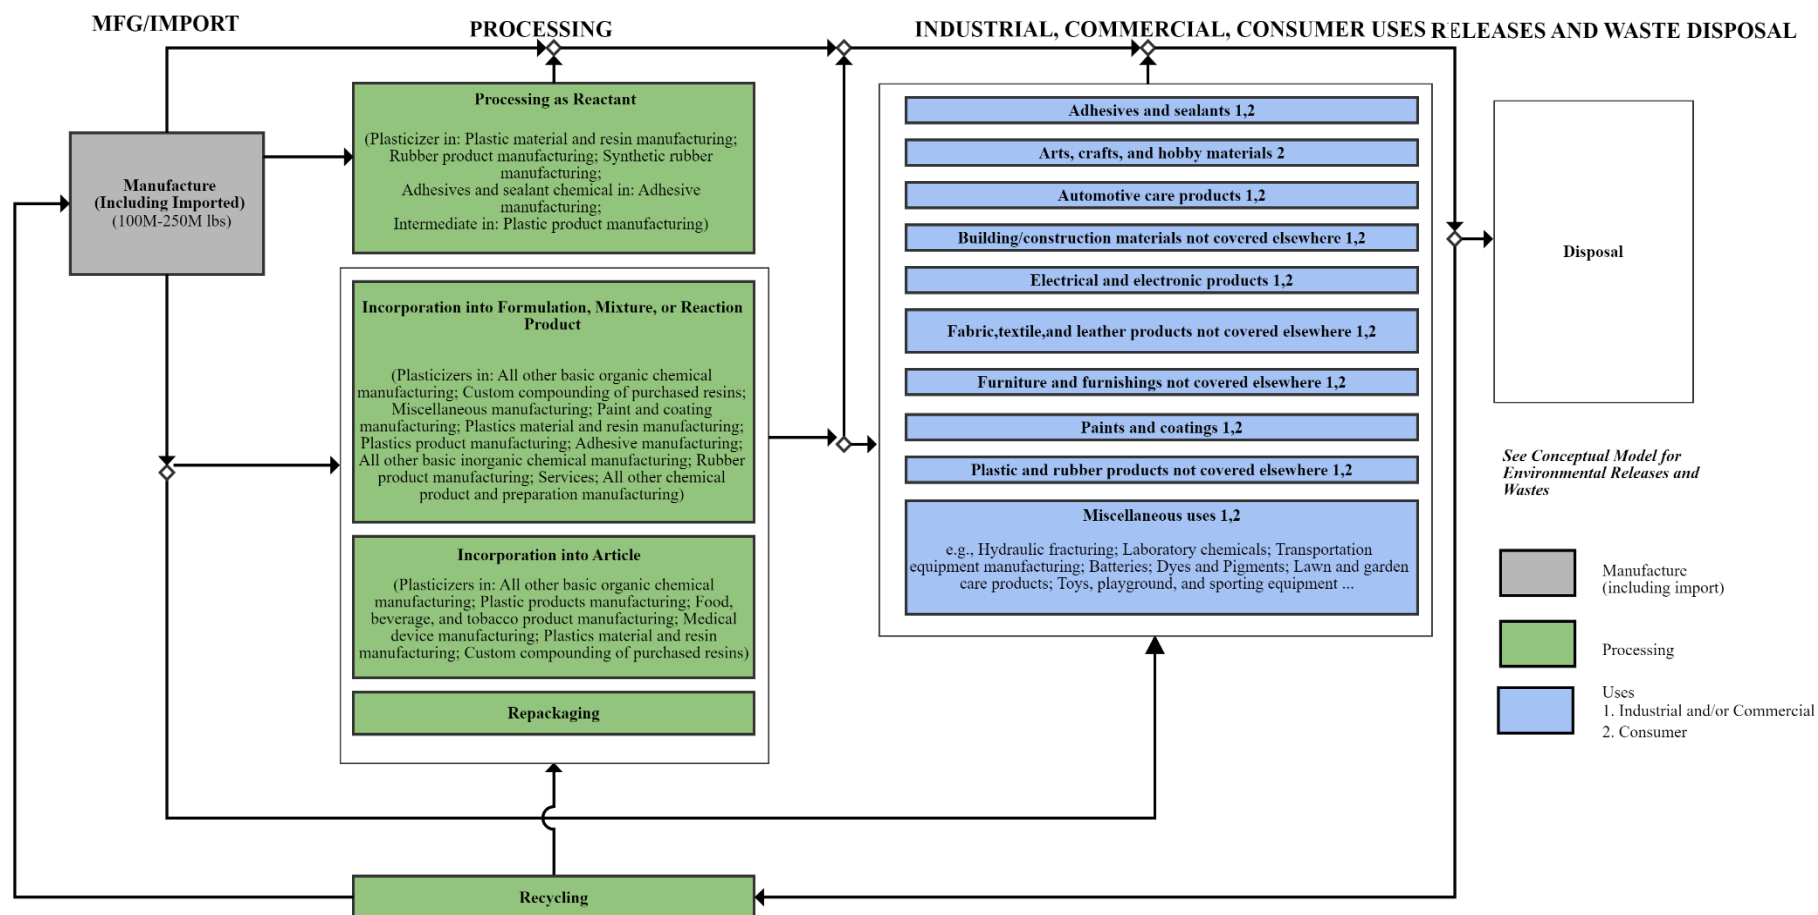 MFG/IMPORT
PROCESSING
INDUSTRIAL, COMMERCIAL, CONSUMER USES
RELEASES AND WASTE DISPOSAL
Manufacture
(Including Imported)
(100M-250M lbs)
Processing as Reactant
(Plasticizer in: Plastic material and resin manufacturing;
Rubber product manufacturing; Synthetic rubber
manufacturing;
Adhesives and sealant chemical in: Adhesive
manufacturing;
Intermediate in: Plastic product manufacturing)
Incorporation into Formulation, Mixture, or Reaction
Product
(Plasticizers in: All other basic organic chemical
manufacturing; Custom compounding of purchased resins;
Miscellaneous manufacturing; Paint and coating
manufacturing; Plastics material and resin manufacturing;
Plastics product manufacturing; Adhesive manufacturing;
All other basic inorganic chemical manufacturing; Rubber
product manufacturing; Services; All other chemical
product and preparation manufacturing)
Incorporation into Article
(Plasticizers in: All other basic organic chemical
manufacturing; Plastic products manufacturing; Food,
beverage, and tobacco product manufacturing; Medical
device manufacturing; Plastics material and resin
manufacturing; Custom compounding of purchased resins)
Repackaging
Recycling
Adhesives and sealants 1,2
Arts, crafts, and hobby materials 2
Automotive care products 1,2
Building/construction materials not covered elsewhere 1,2
Electrical and electronic products 1,2
Fabric,textile,and leather products not covered elsewhere 1,2
Furniture and furnishings not covered elsewhere 1,2
Paints and coatings 1,2
Plastic and rubber products not covered elsewhere 1,2
Miscellaneous uses 1,2
e.g., Hydraulic fracturing; Laboratory chemicals; Transportation
equipment manufacturing; Batteries; Dyes and Pigments; Lawn and garden
care products; Toys, playground, and sporting equipment ...
Disposal
See Conceptual Model for
Environmental Releases and
Wastes
Manufacture
(including import)
Processing
Uses
1. Industrial and/or Commercial
2. Consumer